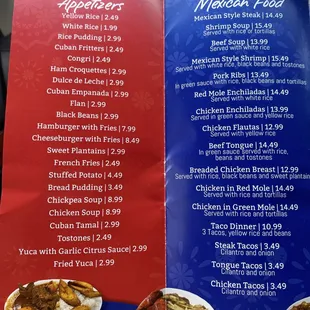 Appetizers
Yellow Rice | 2.49
White Rice | 1.99
Rice Pudding | 2.99
Cuban Fritters | 2.49
Congri | 2.49
Ham Croquettes | 2.99
Dulce de Leche | 2.99
Cuban Empanada | 2.99
Flan | 2.99
Black Beans | 2.99
Hamburger with Fries | 7.99
Cheeseburger with Fries | 8.49
Sweet Plantains | 2.99
French Fries | 2.49
Stuffed Potato | 4.49
Bread Pudding | 3.49
Chickpea Soup | 8.99
Chicken Soup | 8.99
Cuban Tamal | 2.99
Tostones | 2.49
Yuca with Garlic Citrus Sauce | 2.99
Fried Yuca | 2.99
Mexican Food
Mexican Style Steak | 14.49
Shrimp Soup | 15.49
Served with rice or tortillas
Beef Soup | 13.99
Served with white rice
Mexican Style Shrimp | 15.49
Served with white rice, black beans and tostones
Pork Ribs | 13.49
in green sauce with rice, black beans and tortillas
Red Mole Enchiladas | 14.49
Served with white rice
Chicken Enchiladas | 13.99
Served in green sauce and yellow rice
Chicken Flautas | 12.99
Served with yellow rice
Beef Tongue | 14.49
In green sauce served with rice,
beans and tostones
Breaded Chicken Breast | 12.99
Served with rice, black beans and sweet plantains
Chicken in Red Mole | 14.49
Served with rice and tortillas
Chicken in Green Mole | 14.49
Served with rice and tortillas
Taco Dinner | 10.99
3 Tacos, yellow rice and beans
Steak Tacos | 3.49
Cilantro and onion
Tongue Tacos | 3.49
Cilantro and onion
Chicken Tacos | 3.49
Cilantro and onion